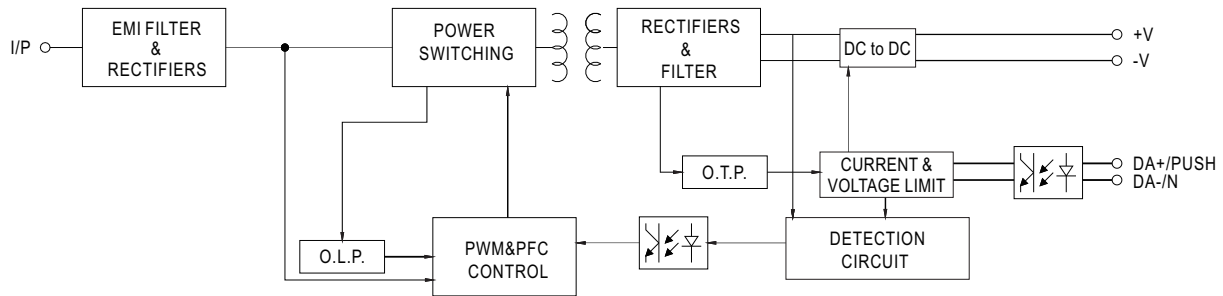 I/P
EMI FILTER
&
RECTIFIERS
POWER
SWITCHING
RECTIFIERS
&
FILTER
DC to DC
+V
-V
O.T.P.
CURRENT &
VOLTAGE LIMIT
DA+/PUSH
DA-/N
O.L.P.
PWM&PFC
CONTROL
DETECTION
CIRCUIT